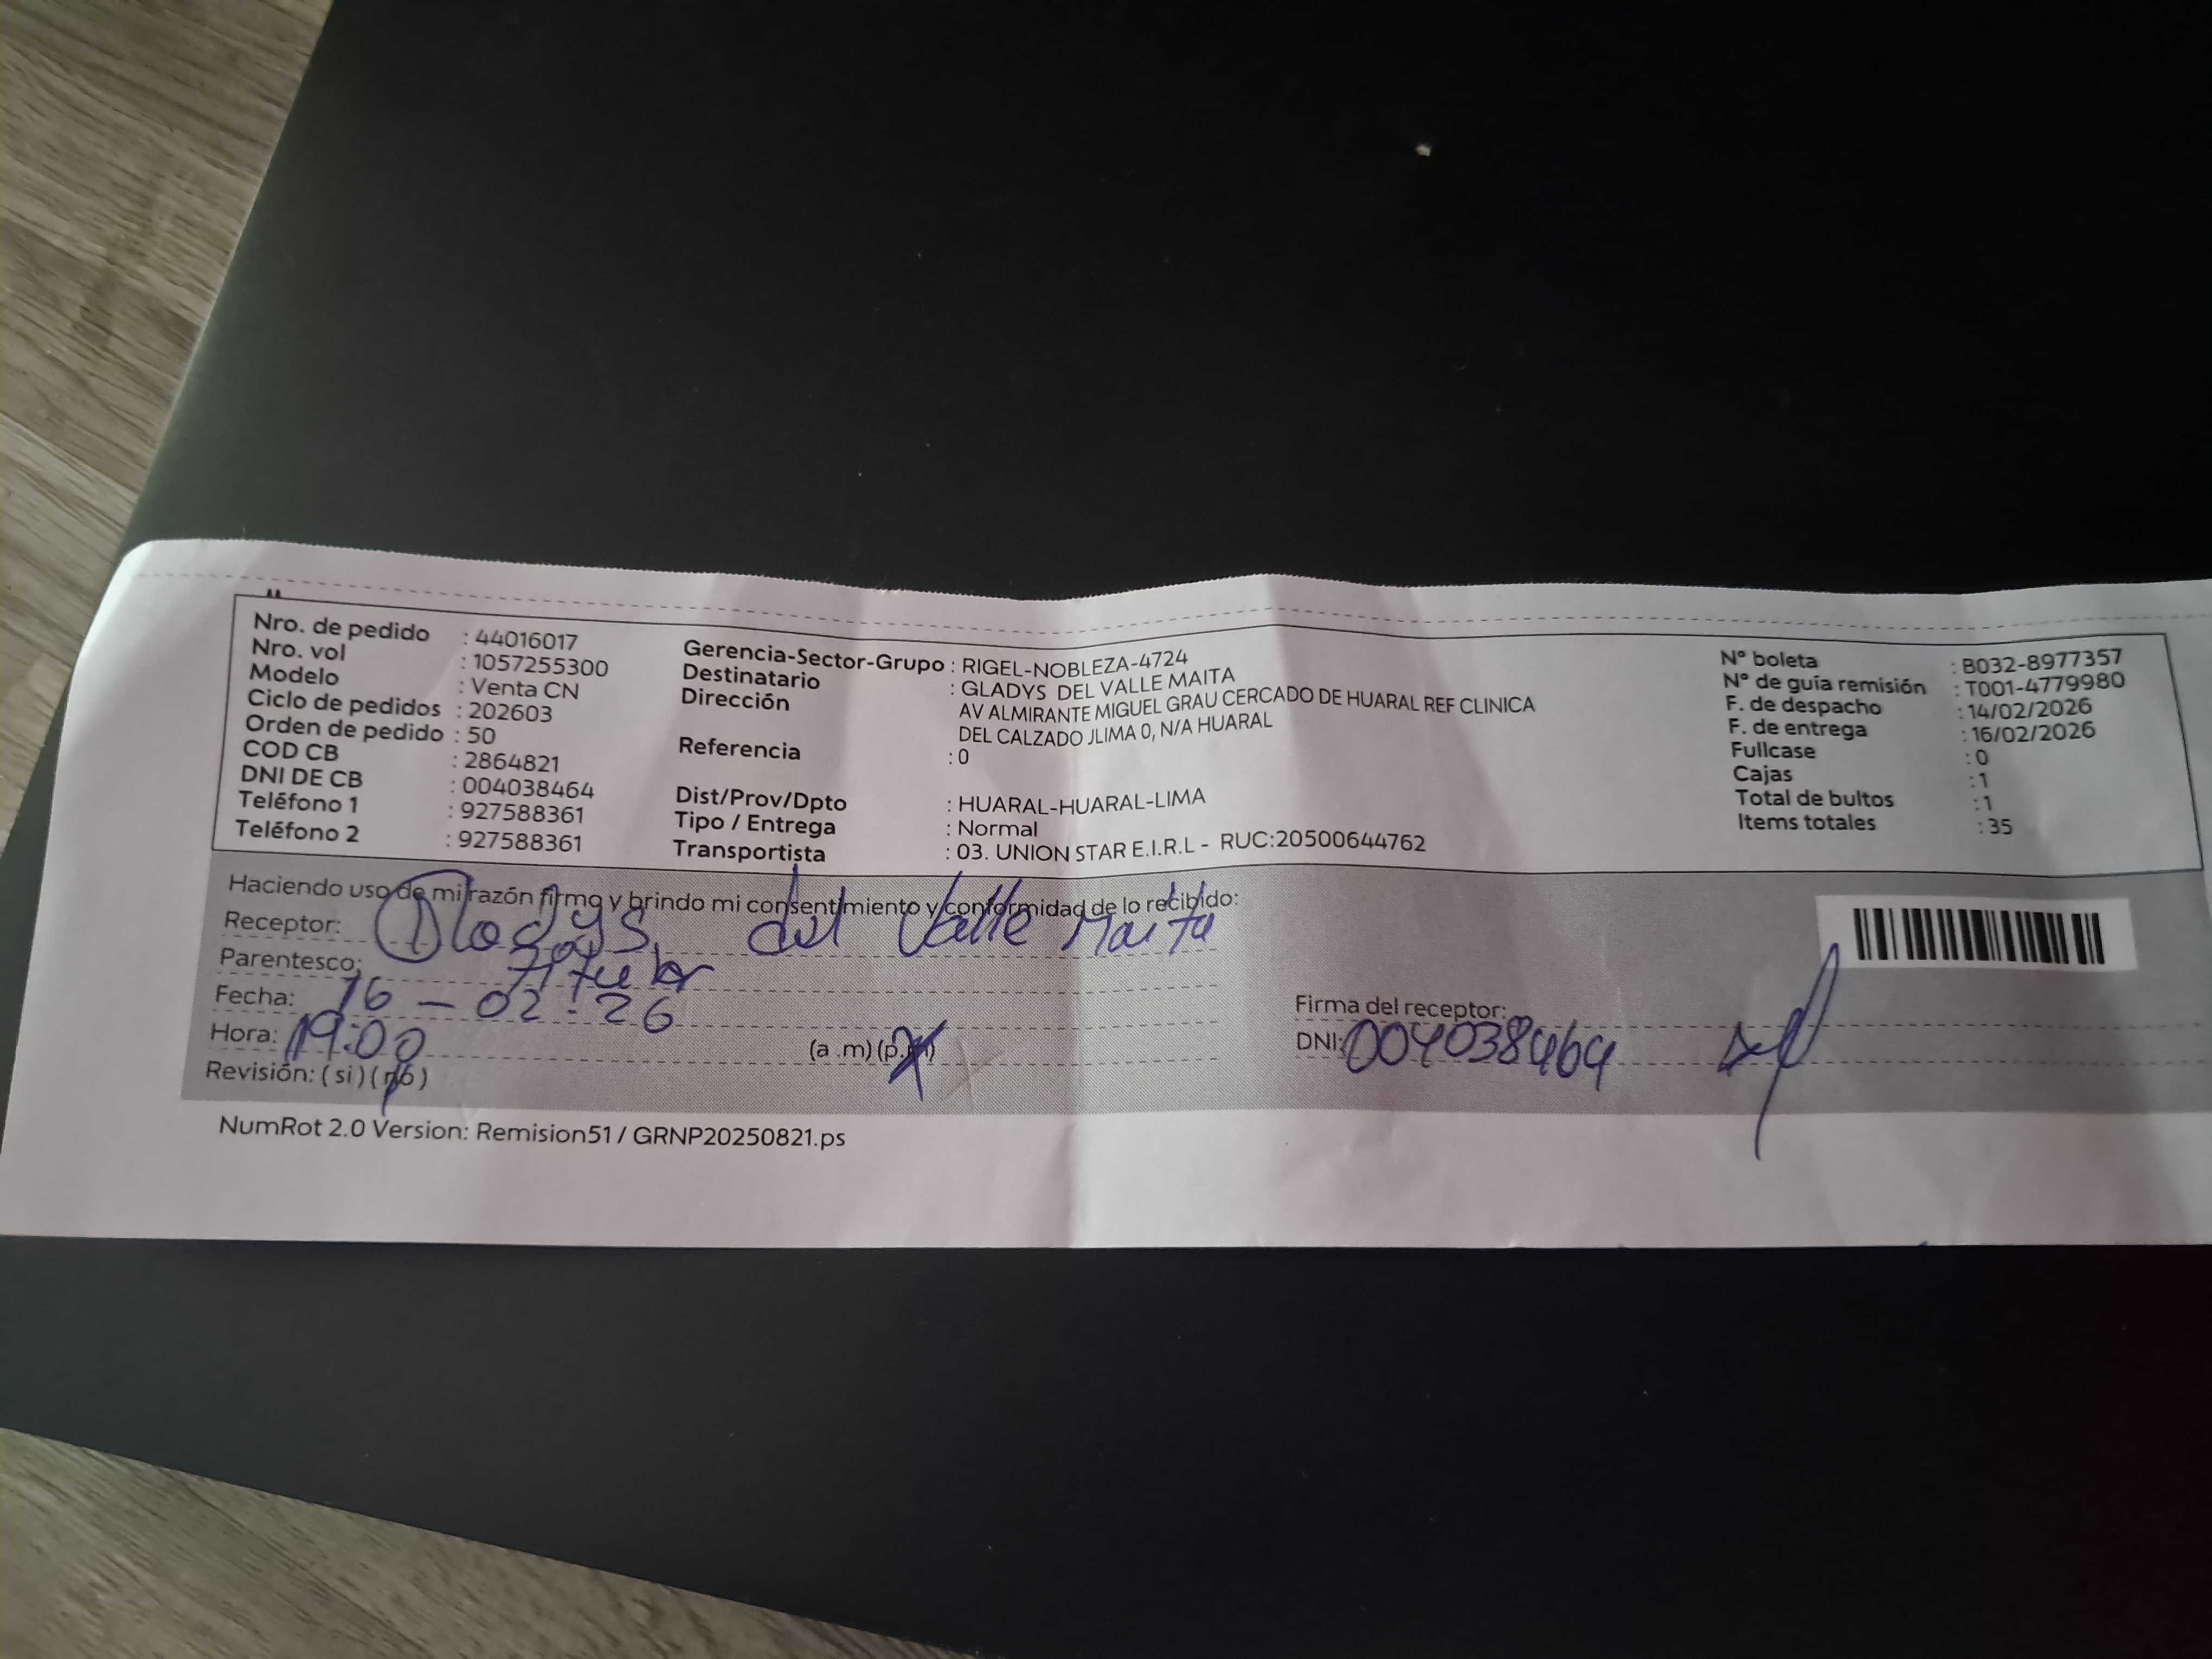 Nro. de pedido : 44016017
Nro. vol : 1057255300
Modelo : Venta CN
Ciclo de pedidos : 202603
Orden de pedido : 50
COD CB : 2864821
DNI DE CB : 004038464
Teléfono 1 : 927588361
Teléfono 2 : 927588361
Gerencia-Sector-Grupo : RIGEL-NOBLEZA-4724
Destinatario : GLADYS DEL VALLE MAITA
Dirección AV ALMIRANTE MIGUEL GRAU CERCADO DE HUARAL REF CLINICA
DEL CALZADO JLIMA 0, N/A HUARAL
Referencia : 0
Dist/Prov/Dpto : HUARAL-HUARAL-LIMA
Tipo / Entrega : Normal
Transportista : 03. UNION STAR E.I.R.L - RUC:20500644762
N° boleta : B032-8977357
N° de guía remisión : T001-4779980
F. de despacho : 14/02/2026
F. de entrega : 16/02/2026
Fullcase : 0
Cajas : 1
Total de bultos : 1
Items totales : 35
Haciendo uso de mi razón firmo y brindo mi consentimiento y conformidad de lo recibido:
Receptor: Gladys del Valle Maita
Parentesco: Titular
Fecha: 16-02-26
Hora: 19:00 (a .m) (p.m)
Revisión: ( si ) ( no )
Firma del receptor:
DNI: 004038464
NumRot 2.0 Version: Remision51 / GRNP20250821.ps